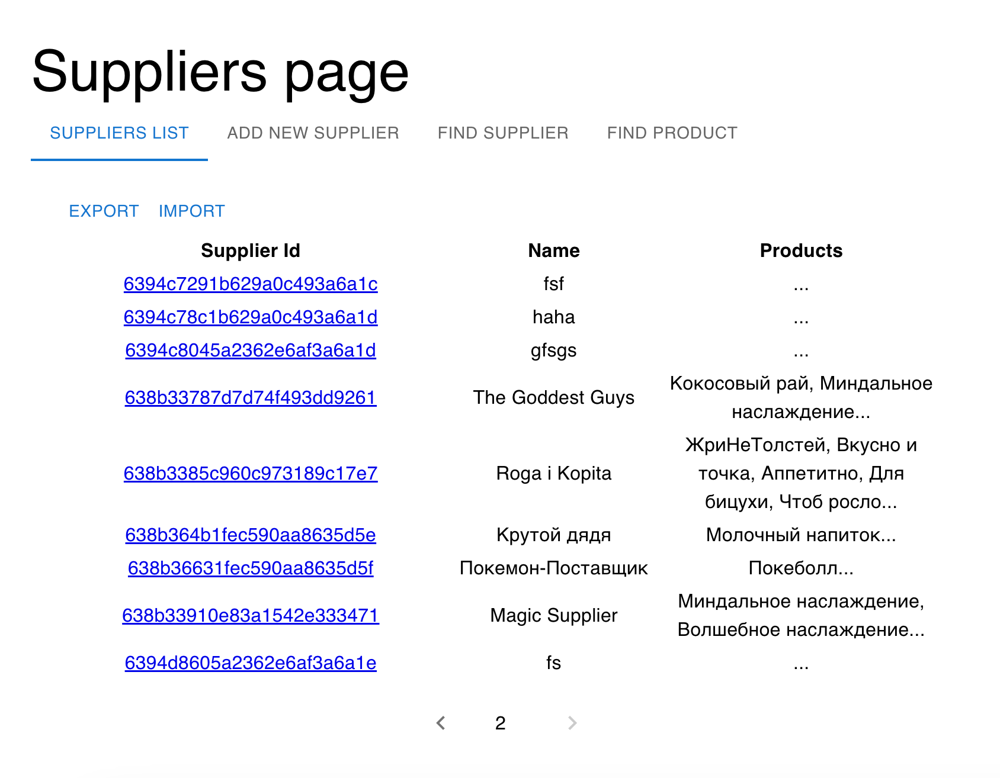 Suppliers page
SUPPLIERS LIST ADD NEW SUPPLIER FIND SUPPLIER FIND PRODUCT
EXPORT IMPORT
Supplier Id Name Products
6394c7291b629a0c493a6a1c fsf ...
6394c78c1b629a0c493a6a1d haha ...
6394c8045a2362e6af3a6a1d gfsgs ...
638b33787d7d74f493dd9261 The Goddest Guys Кокосовый рай, Миндальное
наслаждение...
638b3385c960c973189c17e7 Roga i Kopita ЖриНеТолстей, Вкусно и
точка, Аппетитно, Для
бицухи, Чтоб росло...
638b364b1fec590aa8635d5e Крутой дядя Молочный напиток...
638b36631fec590aa8635d5f Покемон-Поставщик Покеболл...
638b33910e83a1542e333471 Magic Supplier Миндальное наслаждение,
Волшебное наслаждение...
6394d8605a2362e6af3a6a1e fs ...
2